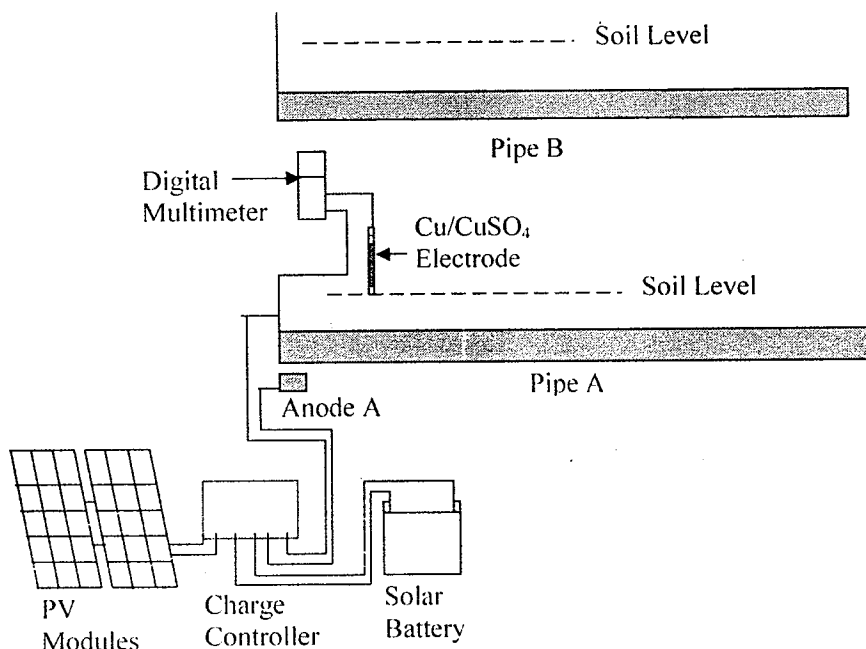 Soil Level
Pipe B
Digital
Multimeter
Cu/CuSO₄
Electrode
Soil Level
Pipe A
Anode A
PV
Modules
Charge
Controller
Solar
Battery